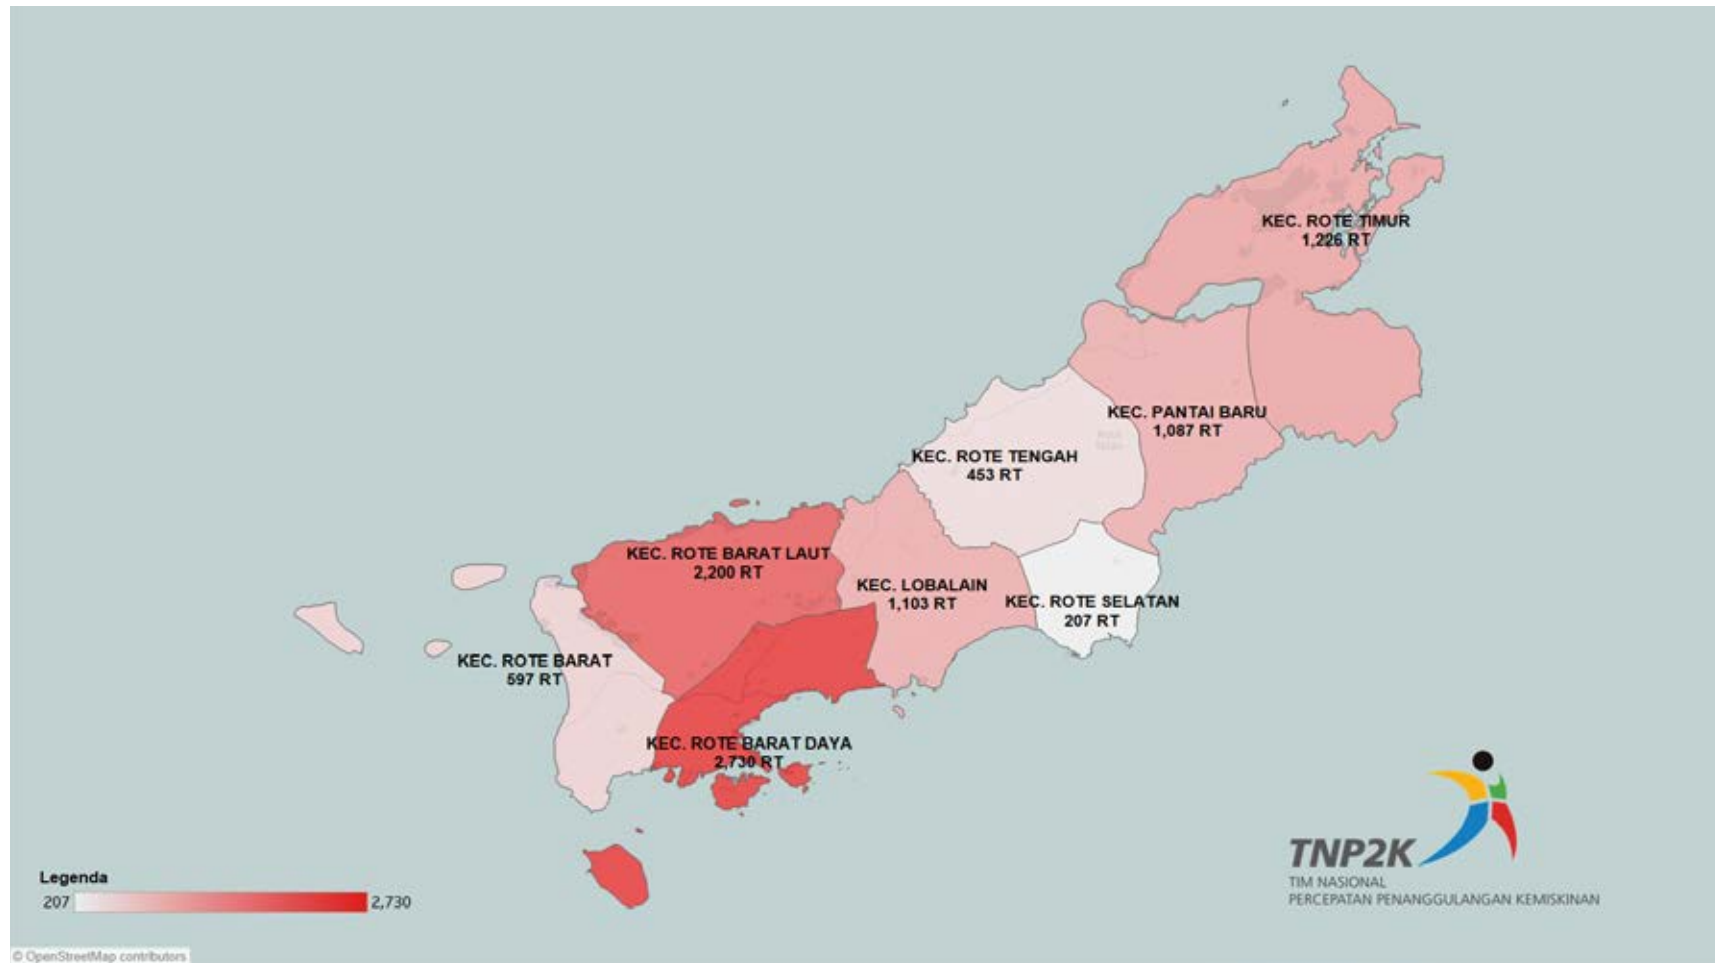 KEC. ROTE TIMUR
1,226 RT
KEC. PANTAI BARU
1,087 RT
KEC. ROTE TENGAH
453 RT
KEC. ROTE BARAT LAUT
2,200 RT
KEC. LOBALAIN
1,103 RT
KEC. ROTE SELATAN
207 RT
KEC. ROTE BARAT
597 RT
KEC. ROTE BARAT DAYA
2,730 RT
TNP2K
TIM NASIONAL
PERCEPATAN PENANGGULANGAN KEMISKINAN
Legenda
207 2,730
© OpenStreetMap contributors